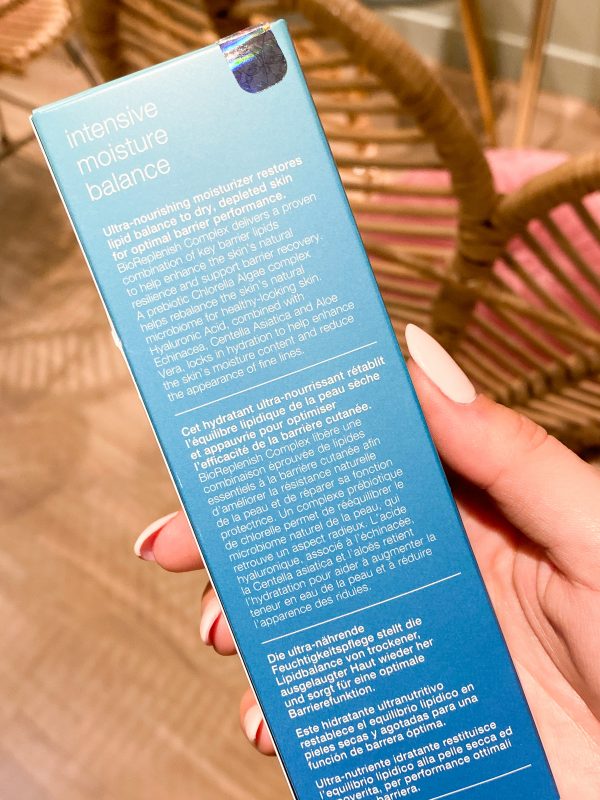 intensive
moisture
balance
Ultra-nourishing moisturizer restores
lipid balance to dry, depleted skin
for optimal barrier performance.
BioReplenish Complex delivers a proven
combination of key barrier lipids
to help enhance the skin's natural
resilience and support barrier recovery.
A prebiotic Chlorella Algae complex
helps rebalance the skin's natural
microbiome for healthy-looking skin.
Hyaluronic Acid, combined with
Echinacea, Centella Asiatica and Aloe
Vera, locks in hydration to help enhance
the skin's moisture content and reduce
the appearance of fine lines.
Cet hydratant ultra-nourrissant rétablit
l'équilibre lipidique de la peau sèche
et appauvrie pour optimiser
l'efficacité de la barrière cutanée.
BioReplenish Complex libère une
combinaison éprouvée de lipides
essentiels à la barrière cutanée afin
d'améliorer la résistance naturelle
de la peau et de réparer sa fonction
protectrice. Un complexe prébiotique
de chlorelle permet de rééquilibrer le
microbiome naturel de la peau, qui
retrouve un aspect radieux. L'acide
hyaluronique, associé à l'échinacée,
la Centella asiatica et l'aloès retient
l'hydratation pour aider à augmenter la
teneur en eau de la peau et à réduire
l'apparence des ridules.
Die ultra-nährende
Feuchtigkeitspflege stellt die
Lipidbalance von trockener,
ausgelaugter Haut wieder her
und sorgt für eine optimale
Barrierefunktion.
Este hidratante ultranutritivo
restablece el equilibrio lipídico en
pieles secas y agotadas para una
función de barrera óptima.
Ultra-nutriente idratante restituisce
l'equilibrio lipidico alla pelle secca ed
per performance ottimali
barriera.